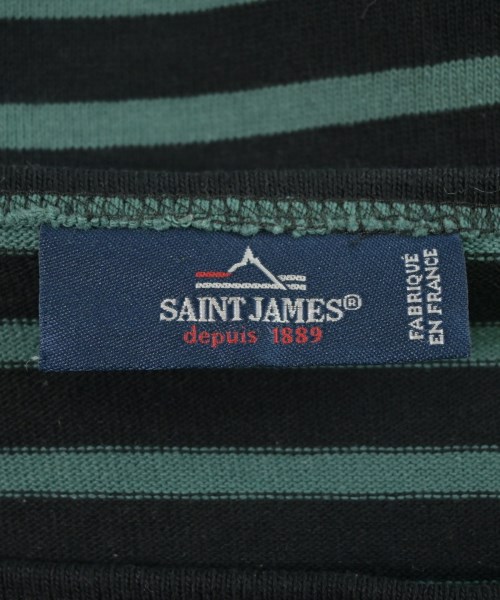 SAINT JAMES®
depuis 1889
FABRIQUÉ
EN FRANCE